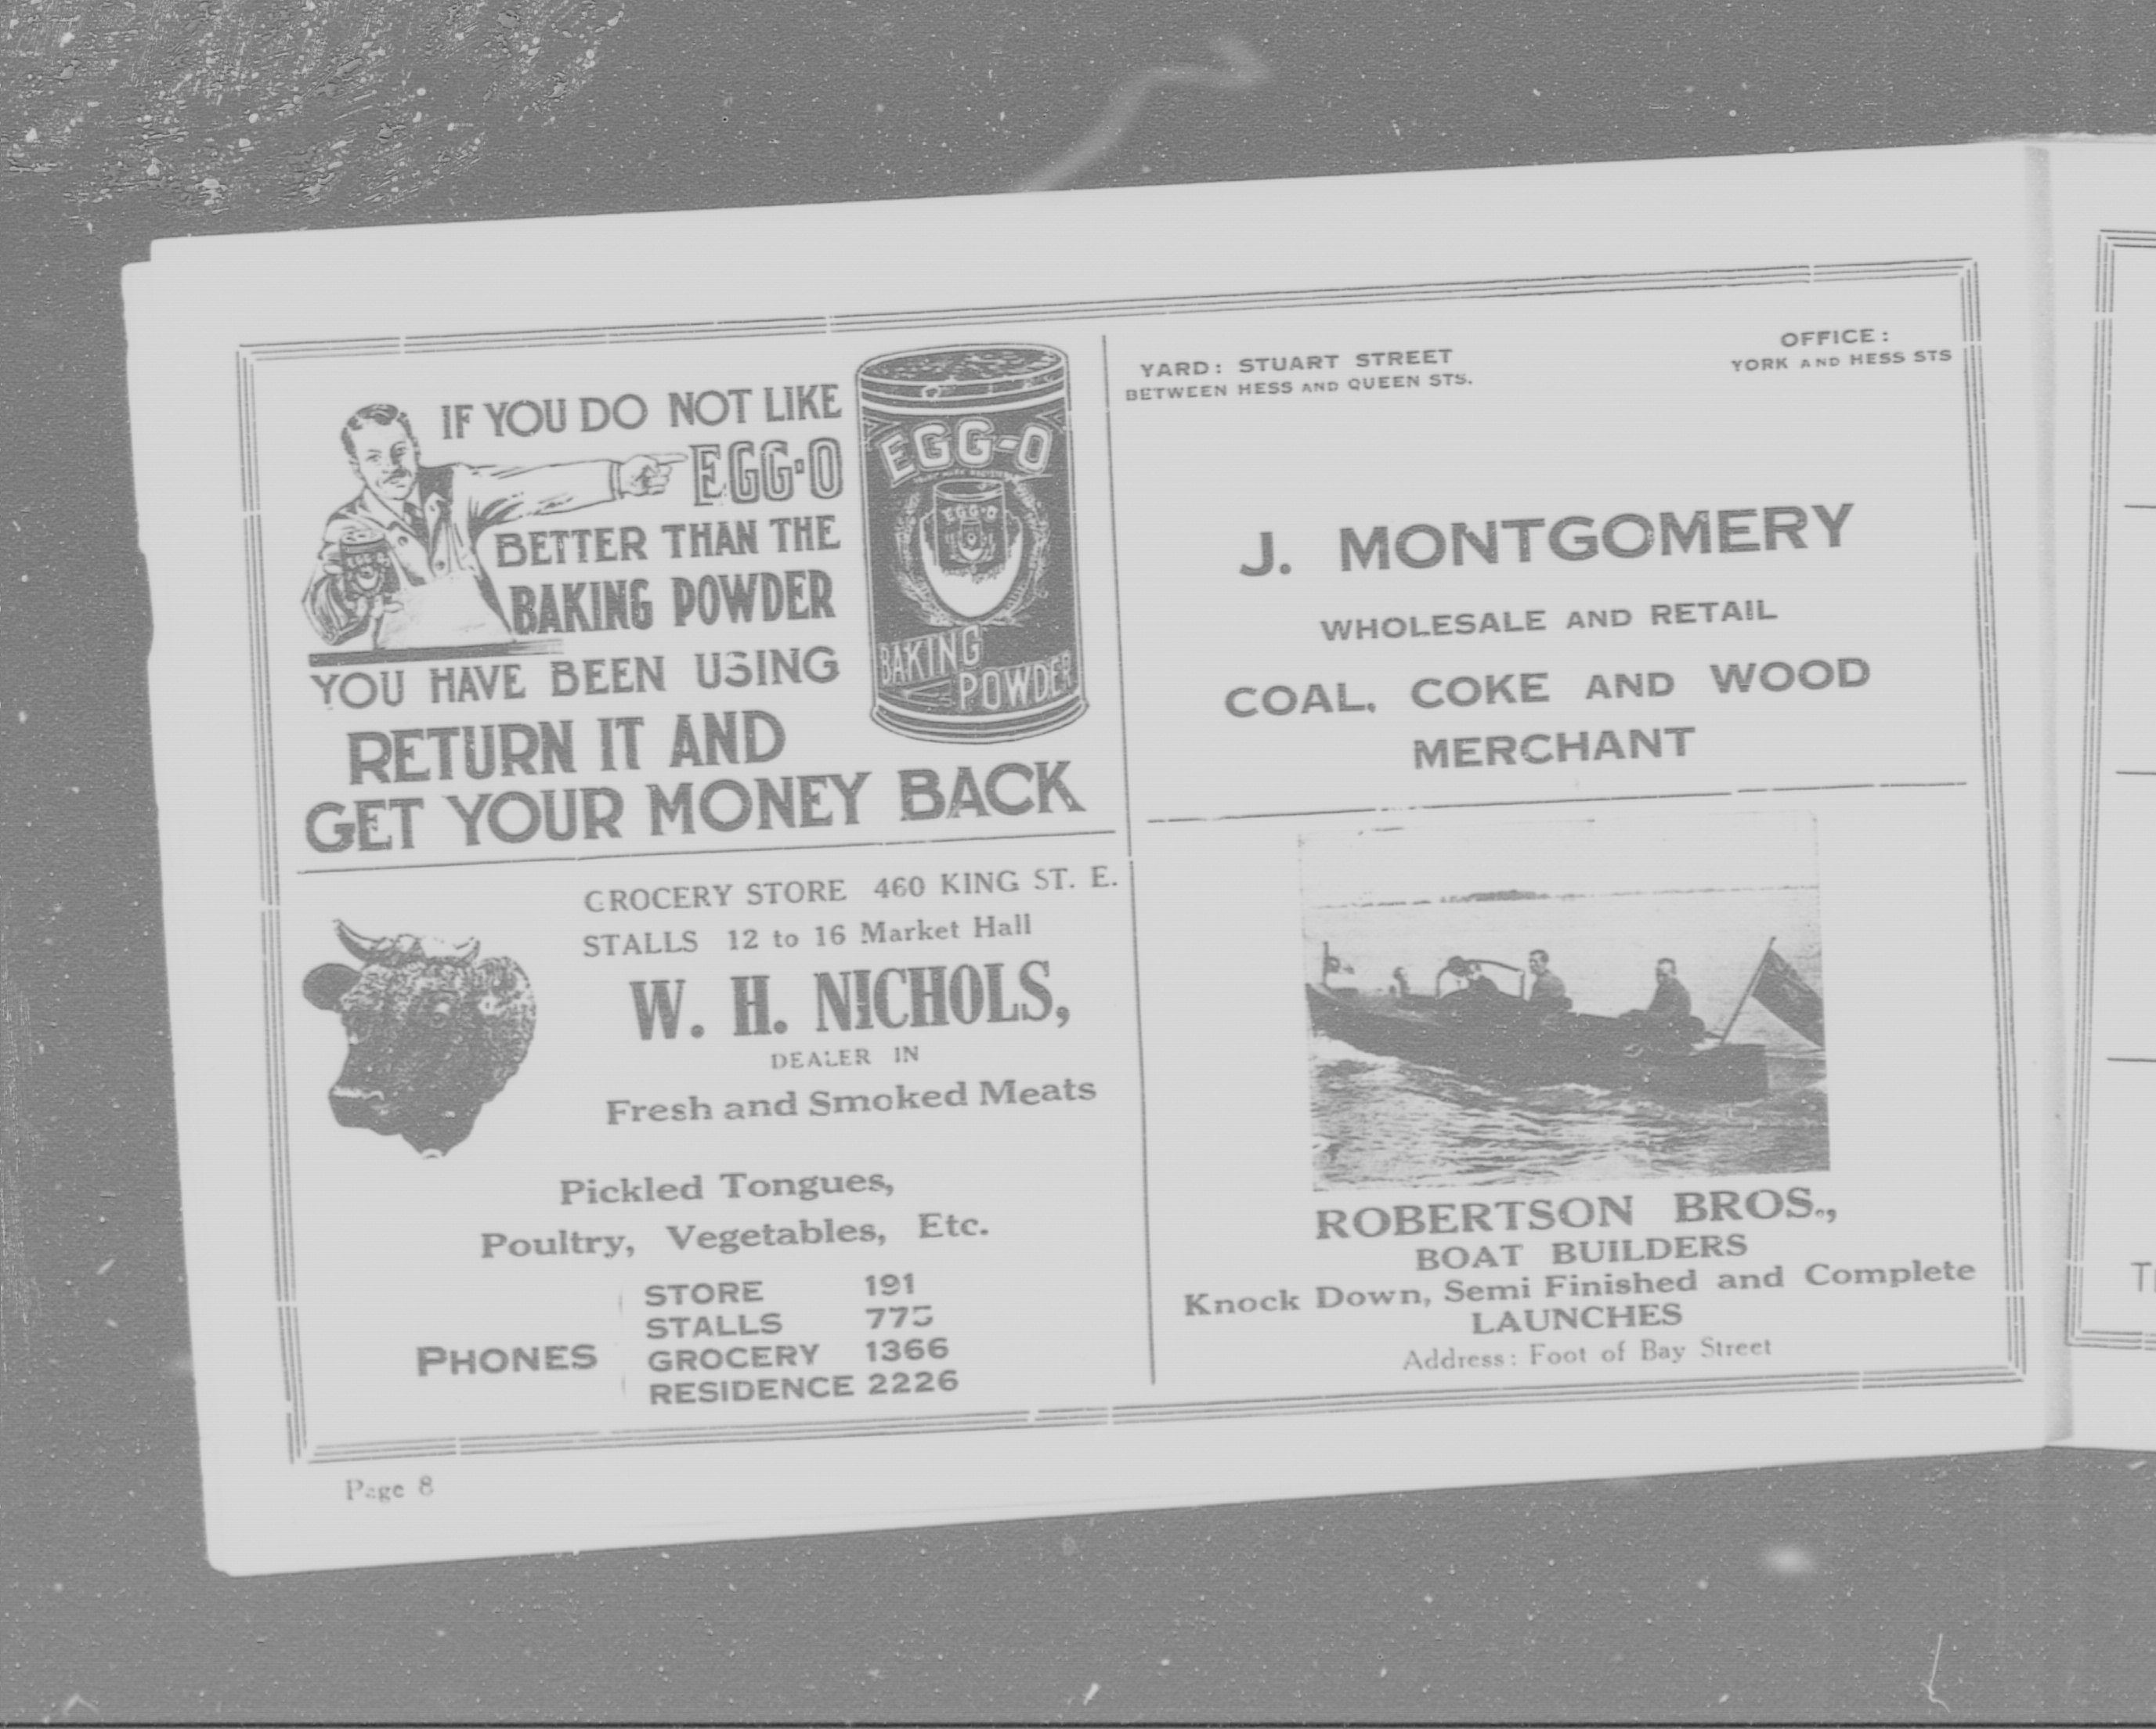 IF YOU DO NOT LIKE
EGG-O
BETTER THAN THE
BAKING POWDER
YOU HAVE BEEN USING
RETURN IT AND
GET YOUR MONEY BACK
EGG-O
EGG-O
BAKING
POWDER
GROCERY STORE 460 KING ST. E.
STALLS 12 to 16 Market Hall
W. H. NICHOLS,
DEALER IN
Fresh and Smoked Meats
Pickled Tongues,
Poultry, Vegetables, Etc.
PHONES
STORE 191
STALLS 775
GROCERY 1366
RESIDENCE 2226
YARD: STUART STREET
BETWEEN HESS AND QUEEN STS.
OFFICE:
YORK AND HESS STS
J. MONTGOMERY
WHOLESALE AND RETAIL
COAL, COKE AND WOOD
MERCHANT
ROBERTSON BROS.,
BOAT BUILDERS
Knock Down, Semi Finished and Complete
LAUNCHES
Address: Foot of Bay Street
Page 8